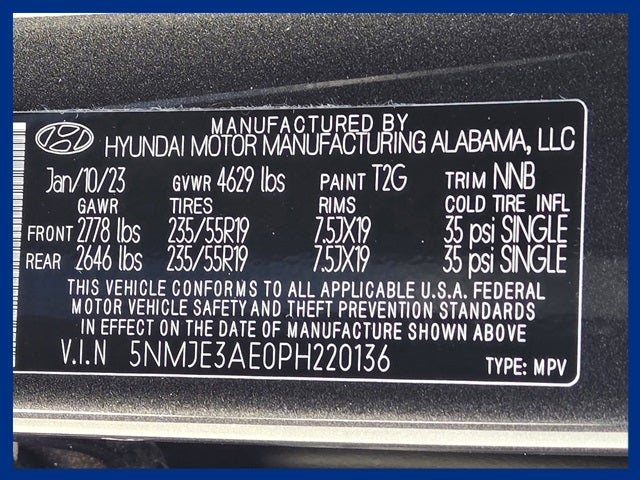 MANUFACTURED BY
HYUNDAI MOTOR MANUFACTURING ALABAMA, LLC
Jan/10/23 GVWR 4629 lbs PAINT T2G TRIM NNB
GAWR TIRES RIMS COLD TIRE INFL
FRONT 2778 lbs 235/55R19 7.5JX19 35 psi SINGLE
REAR 2646 lbs 235/55R19 7.5JX19 35 psi SINGLE
THIS VEHICLE CONFORMS TO ALL APPLICABLE U.S.A. FEDERAL
MOTOR VEHICLE SAFETY AND THEFT PREVENTION STANDARDS
IN EFFECT ON THE DATE OF MANUFACTURE SHOWN ABOVE
V.I.N 5NMJE3AE0PH220136 TYPE: MPV